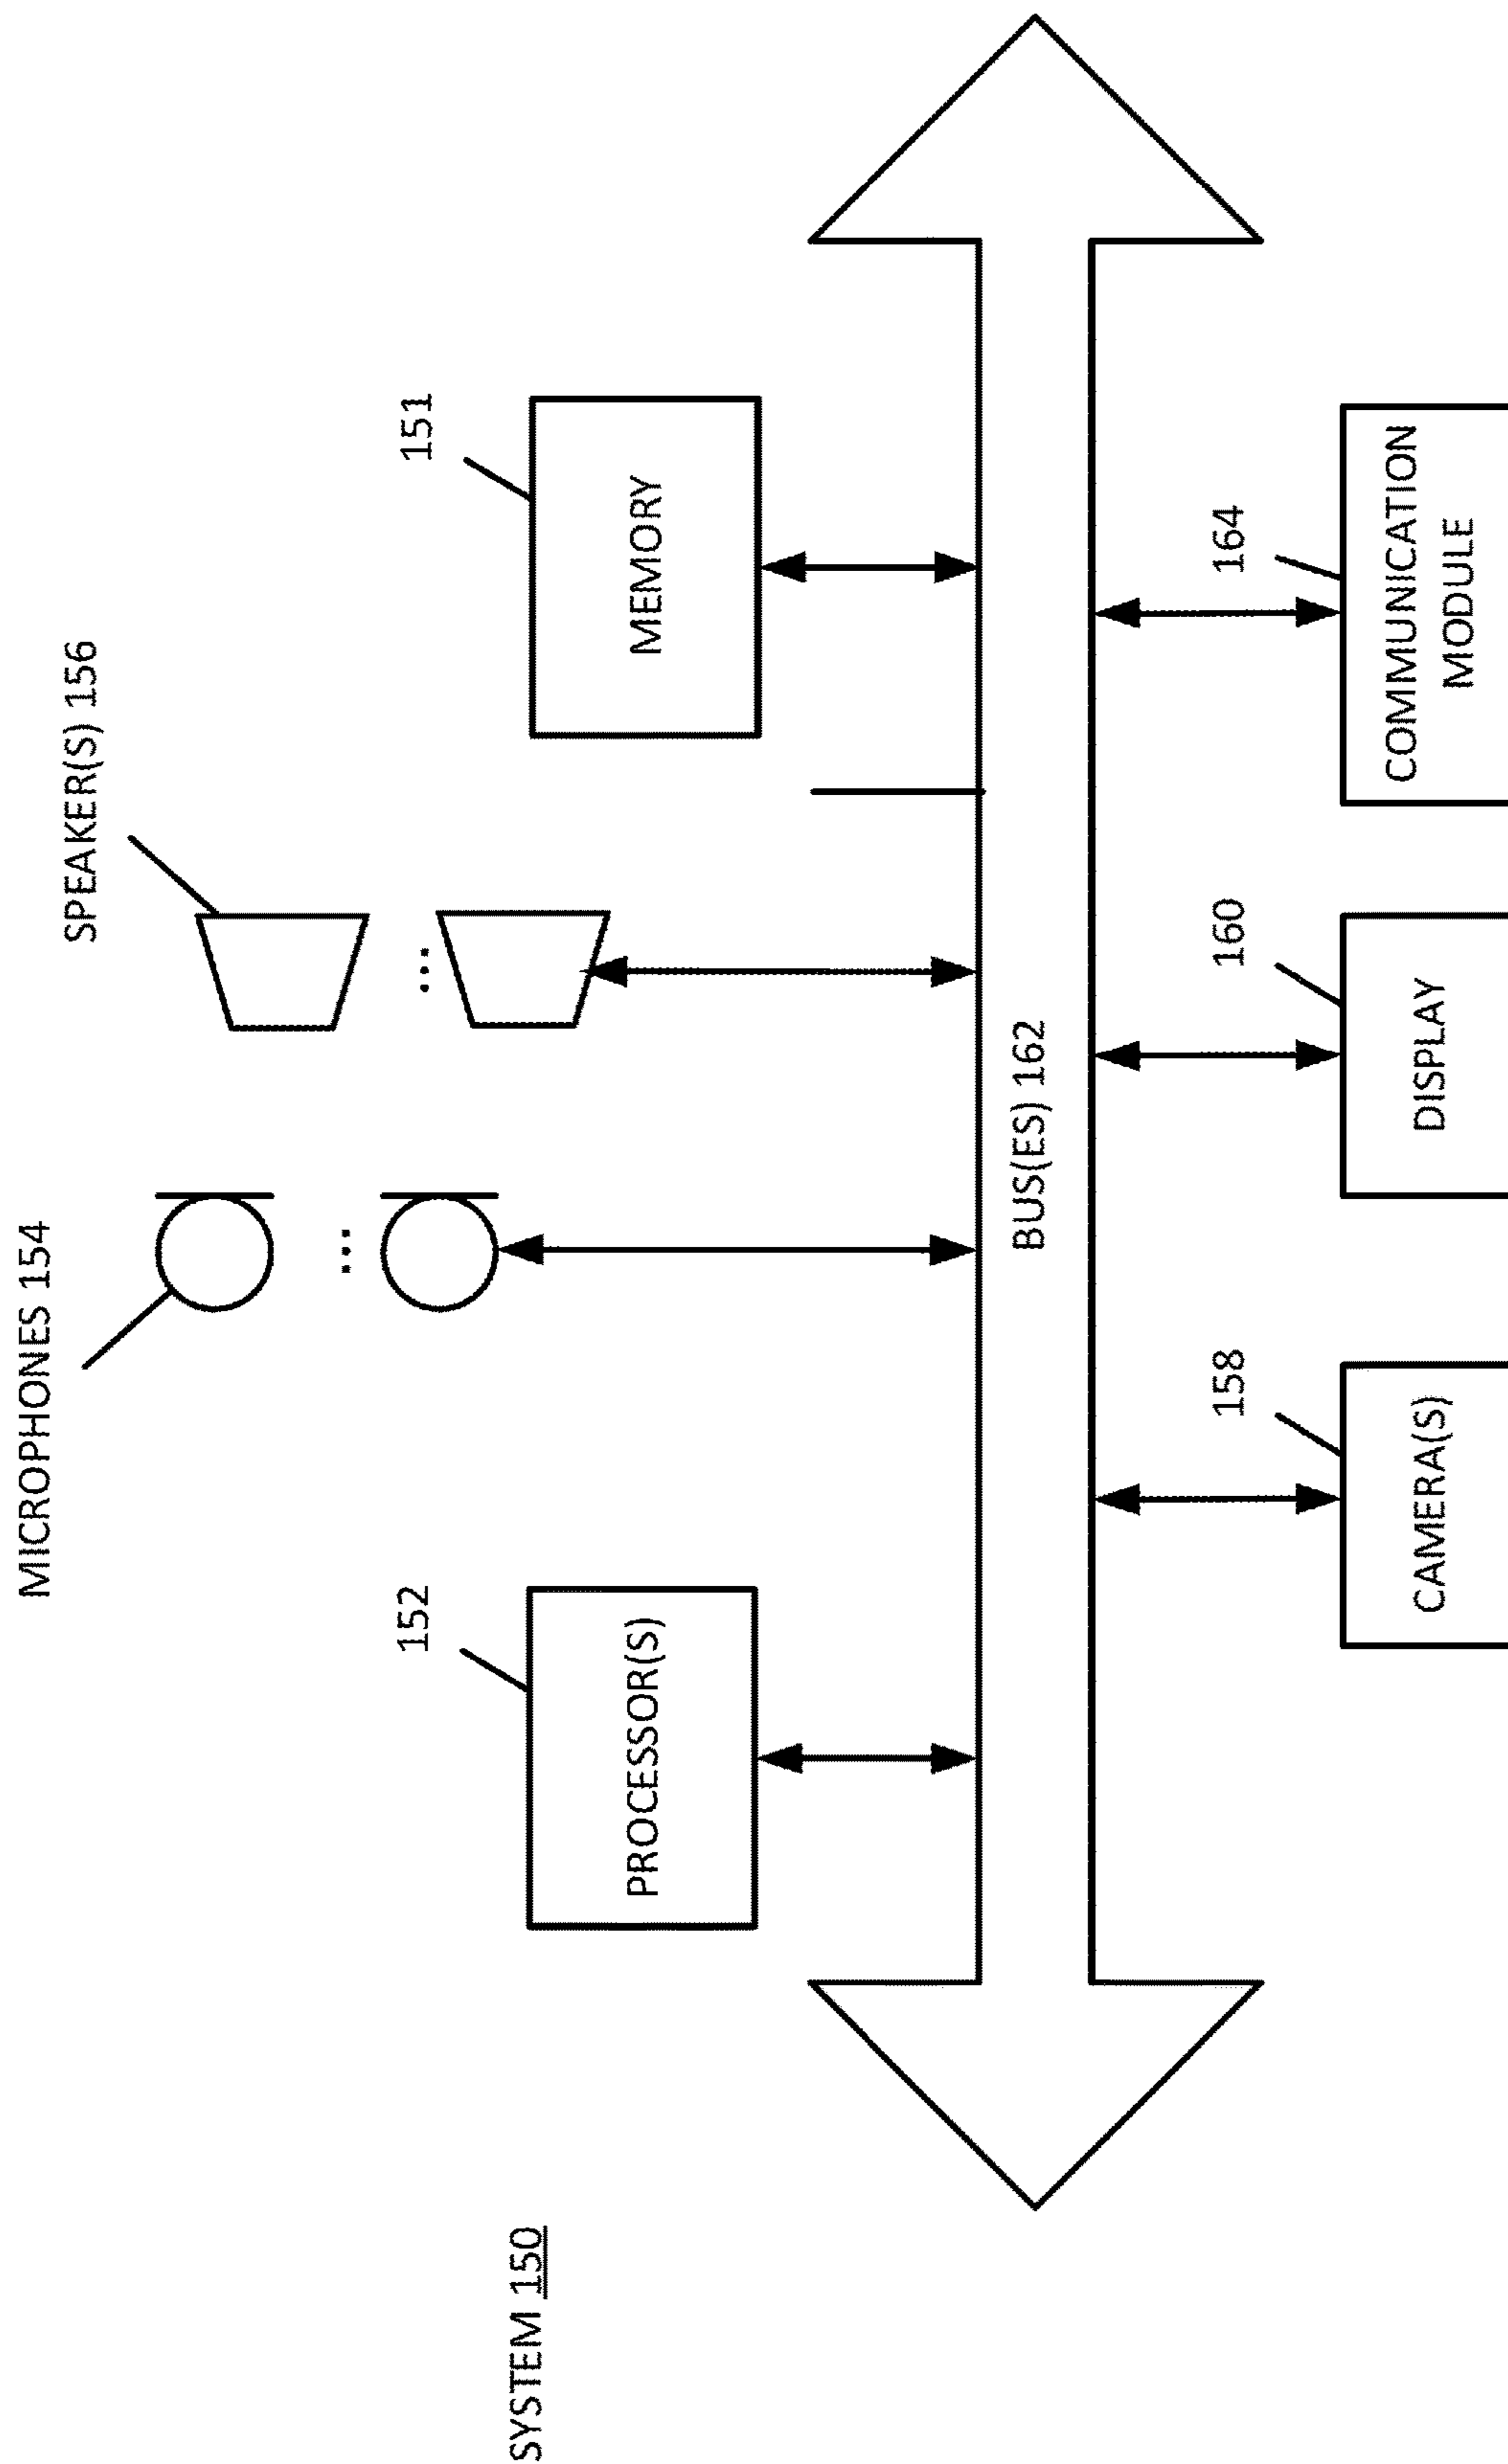 MICROPHONES 154
SPEAKER(S) 156
152
151
PROCESSOR(S)
MEMORY
SYSTEM 150
BUS(ES) 162
158
160
164
CAMERA(S)
DISPLAY
COMMUNICATION
MODULE